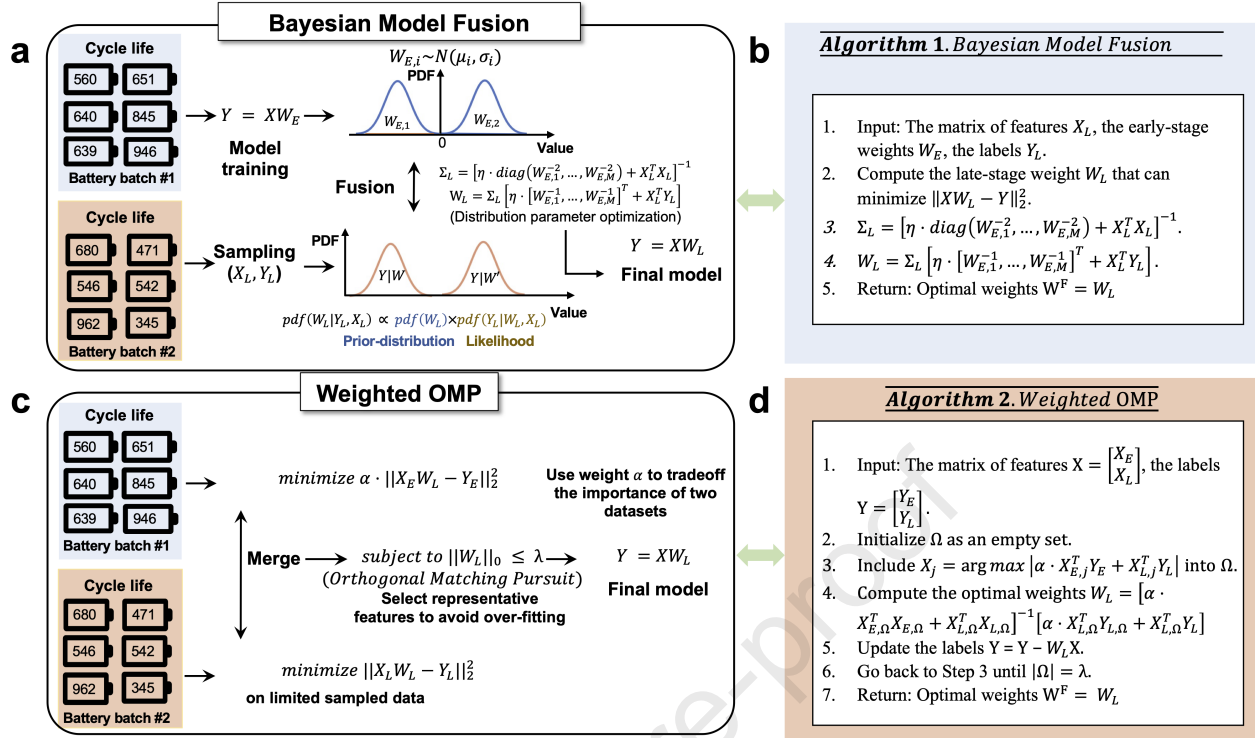 Bayesian Model Fusion
a
Cycle life
560 651
640 845
639 946
Battery batch #1
Y = XW_E
Model
training
W_{E,i}~N(μ_i, σ_i)
PDF
W_{E,1} W_{E,2}
0
Value
Fusion
Σ_L = [η · diag(W_{E,1}^{-2}, …, W_{E,M}^{-2}) + X_L^T X_L]^{-1}
W_L = Σ_L [η · [W_{E,1}^{-1}, …, W_{E,M}^{-1}]^T + X_L^T Y_L]
(Distribution parameter optimization)
Cycle life
680 471
546 542
962 345
Battery batch #2
Sampling
(X_L, Y_L)
PDF
Y|W Y|W'
Value
Y = XW_L
Final model
pdf(W_L|Y_L, X_L) ∝ pdf(W_L)×pdf(Y_L|W_L, X_L)
Prior-distribution Likelihood
b
Algorithm 1. Bayesian Model Fusion
1. Input: The matrix of features X_L, the early-stage
weights W_E, the labels Y_L.
2. Compute the late-stage weight W_L that can
minimize ||XW_L − Y||_2^2.
3. Σ_L = [η · diag(W_{E,1}^{-2}, …, W_{E,M}^{-2}) + X_L^T X_L]^{-1}.
4. W_L = Σ_L [η · [W_{E,1}^{-1}, …, W_{E,M}^{-1}]^T + X_L^T Y_L].
5. Return: Optimal weights W^F = W_L
c
Weighted OMP
Cycle life
560 651
640 845
639 946
Battery batch #1
minimize α · ||X_E W_L − Y_E||_2^2
Use weight α to tradeoff
the importance of two
datasets
Merge
subject to ||W_L||_0 ≤ λ
(Orthogonal Matching Pursuit)
Select representative
features to avoid over-fitting
Y = XW_L
Final model
Cycle life
680 471
546 542
962 345
Battery batch #2
minimize ||X_L W_L − Y_L||_2^2
on limited sampled data
d
Algorithm 2. Weighted OMP
1. Input: The matrix of features X = [X_E X_L], the labels
Y = [Y_E Y_L].
2. Initialize Ω as an empty set.
3. Include X_j = arg max |α · X_{E,j}^T Y_E + X_{L,j}^T Y_L| into Ω.
4. Compute the optimal weights W_L = [α ·
X_{E,Ω}^T X_{E,Ω} + X_{L,Ω}^T X_{L,Ω}]^{-1} [α · X_{L,Ω}^T Y_{L,Ω} + X_{L,Ω}^T Y_L]
5. Update the labels Y = Y − W_L X.
6. Go back to Step 3 until |Ω| = λ.
7. Return: Optimal weights W^F = W_L
re-proof